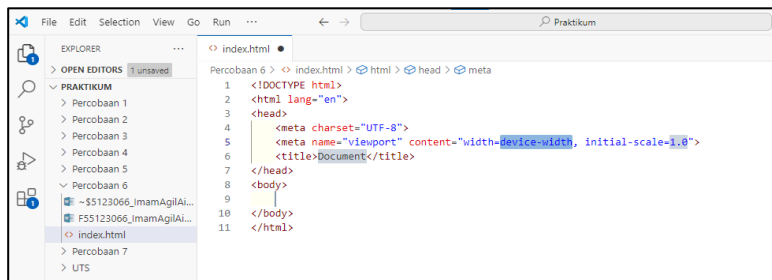 File Edit Selection View Go Run ··· ← → Praktikum
EXPLORER ···
> OPEN EDITORS 1 unsaved
PRAKTIKUM
> Percobaan 1
> Percobaan 2
> Percobaan 3
> Percobaan 4
> Percobaan 5
Percobaan 6
~$5123066_ImamAgilAi...
F55123066_ImamAgilAi...
<> index.html
> Percobaan 7
> UTS
1
1
<> index.html ●
Percobaan 6 > <> index.html > html > head > meta
1 <!DOCTYPE html>
2 <html lang="en">
3 <head>
4 <meta charset="UTF-8">
5 <meta name="viewport" content="width=device-width, initial-scale=1.0">
6 <title>Document</title>
7 </head>
8 <body>
9
10 </body>
11 </html>